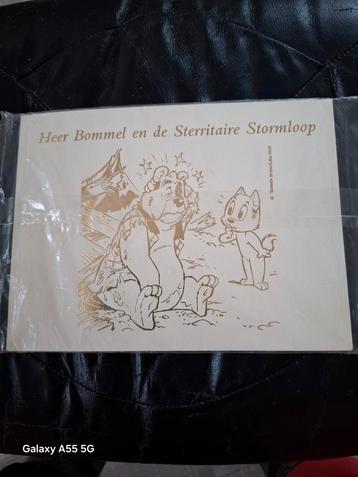 Heer Bommel en de Sterritaire Stormloop
Galaxy A55 5G